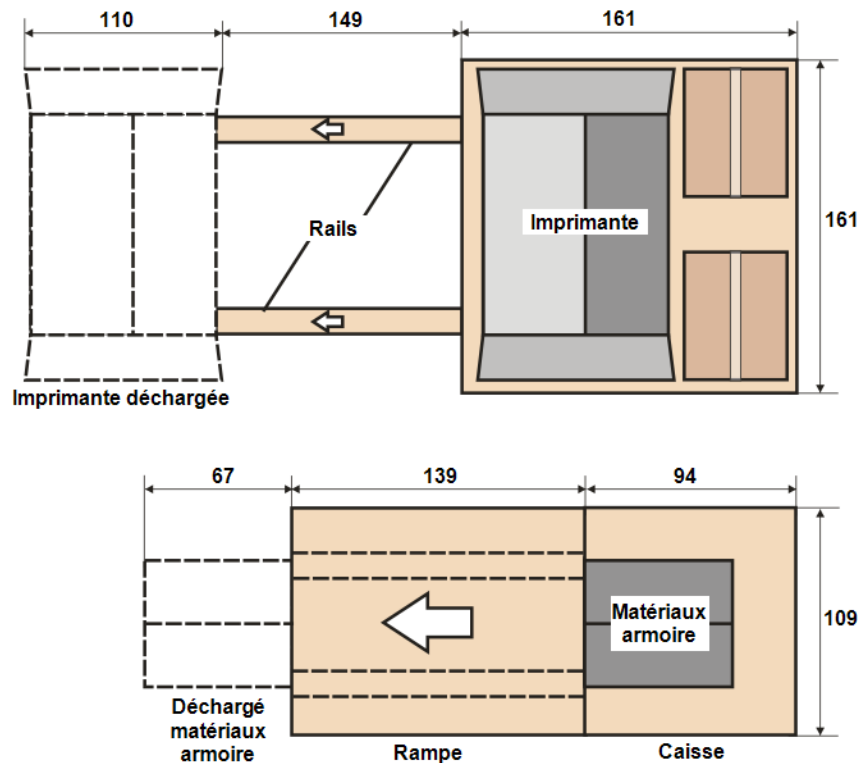 110
149
161
Rails
Imprimante
161
Imprimante déchargée
67
139
94
Matériaux
armoire
109
Déchargé
matériaux
armoire
Rampe
Caisse